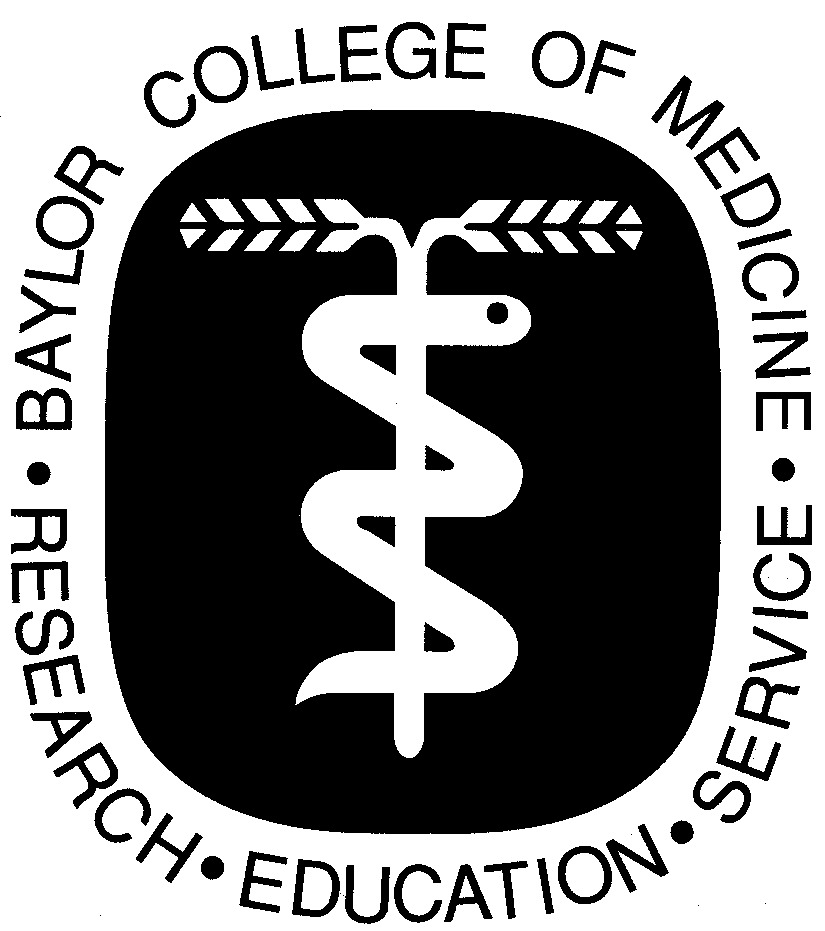 BAYLOR COLLEGE OF MEDICINE
• RESEARCH • EDUCATION • SERVICE •